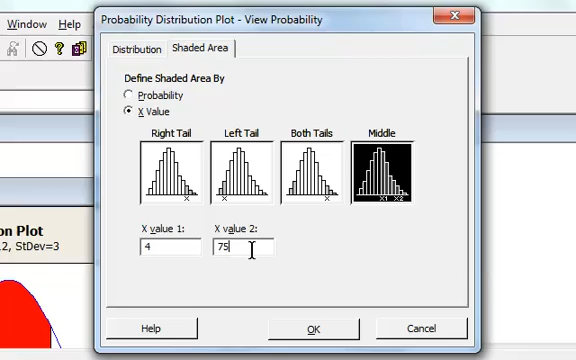 Probability Distribution Plot - View Probability
Window Help
Distribution Shaded Area
Define Shaded Area By
Probability
X Value
Right Tail Left Tail Both Tails Middle
X X X X1 X2
X value 1: X value 2:
4 75
on Plot
2, StDev=3
Help OK Cancel